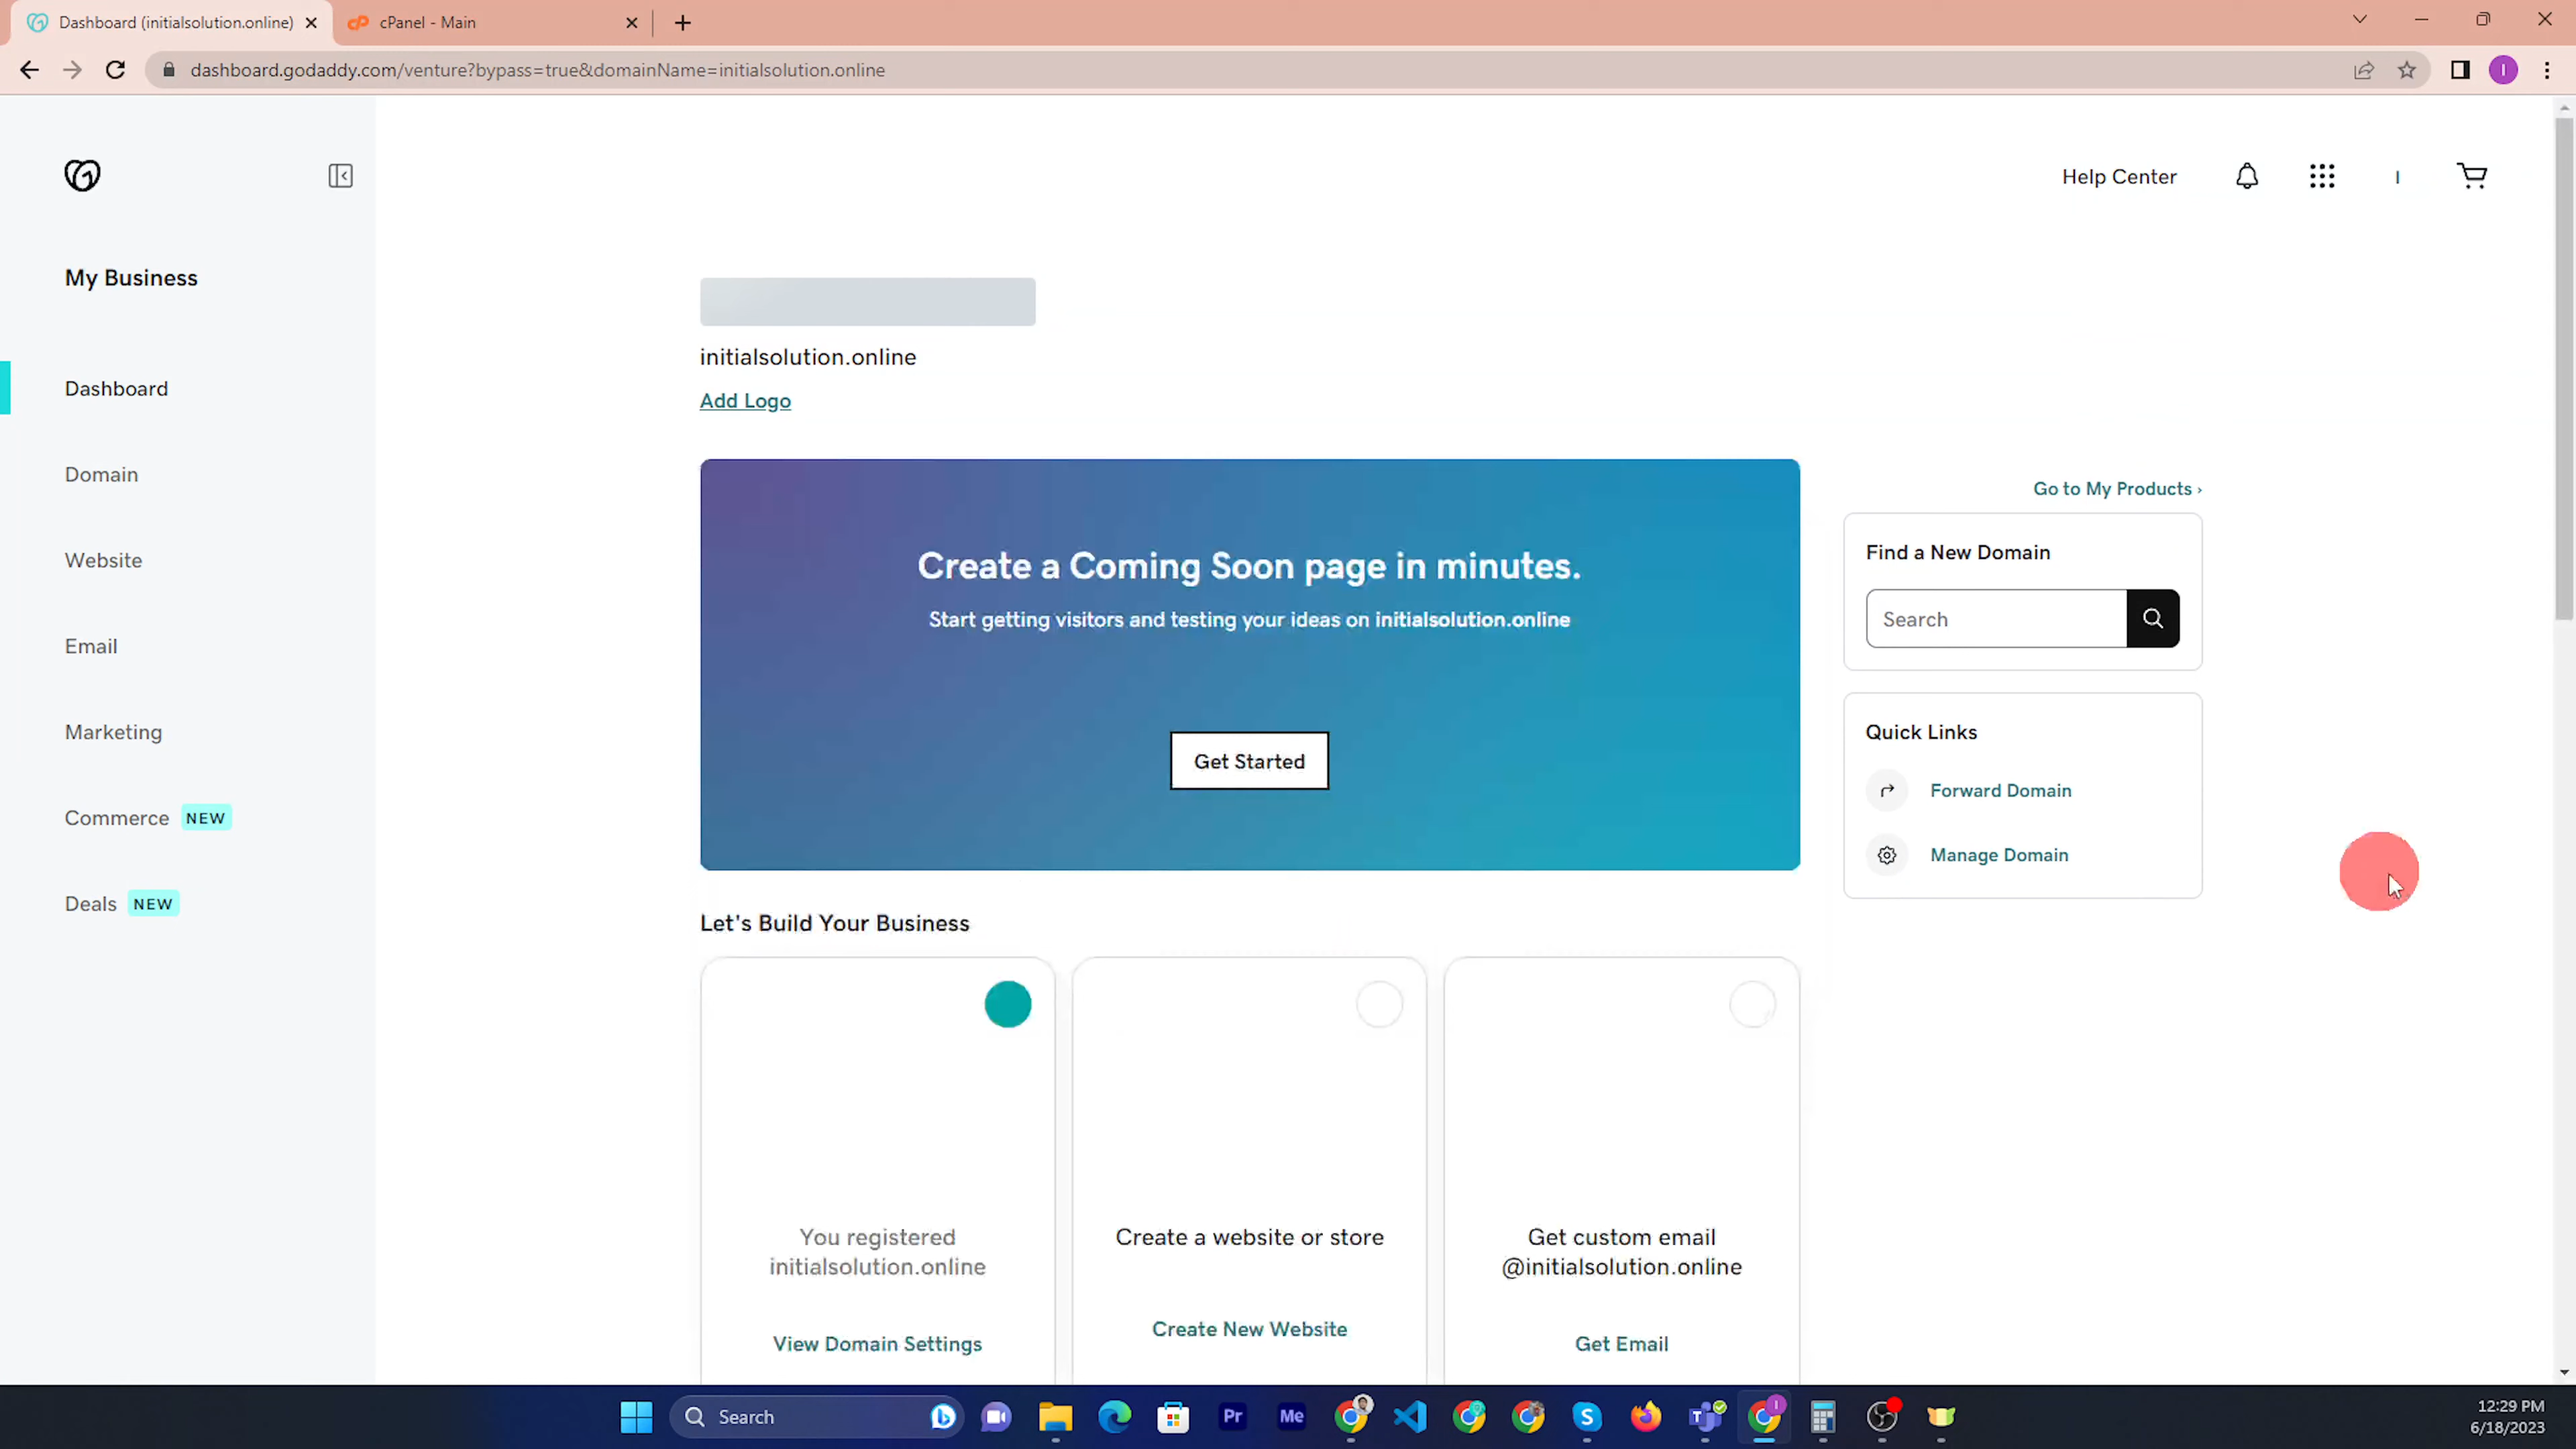 Dashboard (initialsolution.online)
cPanel - Main
dashboard.godaddy.com/venture?bypass=true&domainName=initialsolution.online
I
Help Center
I
My Business
Dashboard
Domain
Website
Email
Marketing
Commerce NEW
Deals NEW
initialsolution.online
Add Logo
Create a Coming Soon page in minutes.
Start getting visitors and testing your ideas on initialsolution.online
Get Started
Go to My Products ›
Find a New Domain
Search
Quick Links
Forward Domain
Manage Domain
Let's Build Your Business
You registered
initialsolution.online
View Domain Settings
Create a website or store
Create New Website
Get custom email
@initialsolution.online
Get Email
Search
Pr
Me
12:29 PM
6/18/2023